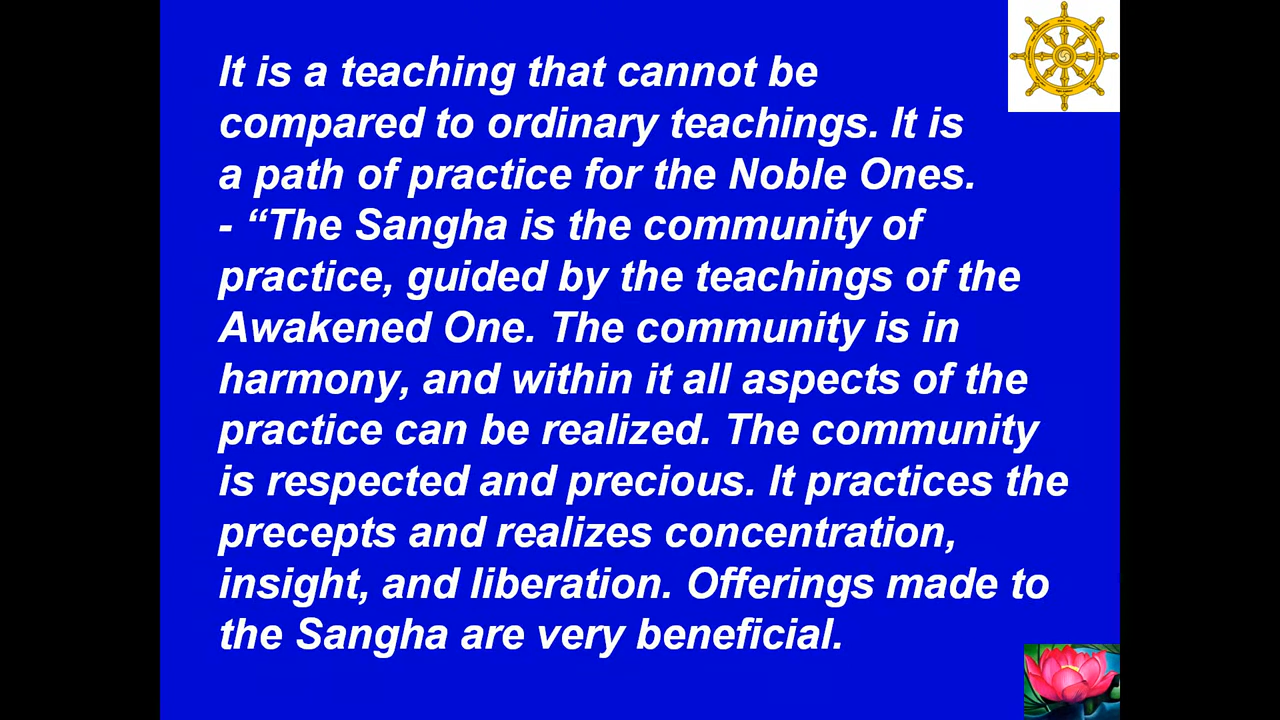 It is a teaching that cannot be
compared to ordinary teachings. It is
a path of practice for the Noble Ones.
- “The Sangha is the community of
practice, guided by the teachings of the
Awakened One. The community is in
harmony, and within it all aspects of the
practice can be realized. The community
is respected and precious. It practices the
precepts and realizes concentration,
insight, and liberation. Offerings made to
the Sangha are very beneficial.